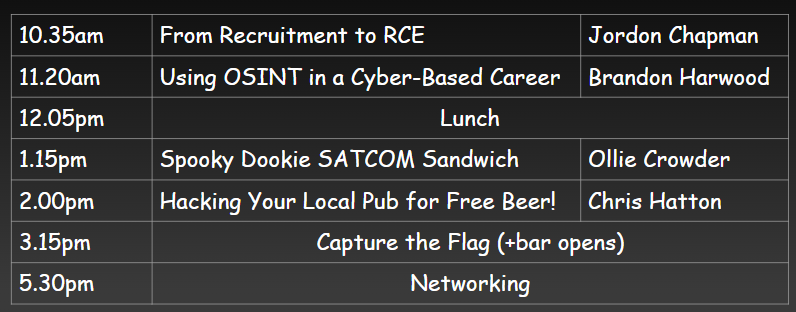 10.35am From Recruitment to RCE Jordon Chapman
11.20am Using OSINT in a Cyber-Based Career Brandon Harwood
12.05pm Lunch
1.15pm Spooky Dookie SATCOM Sandwich Ollie Crowder
2.00pm Hacking Your Local Pub for Free Beer! Chris Hatton
3.15pm Capture the Flag (+bar opens)
5.30pm Networking